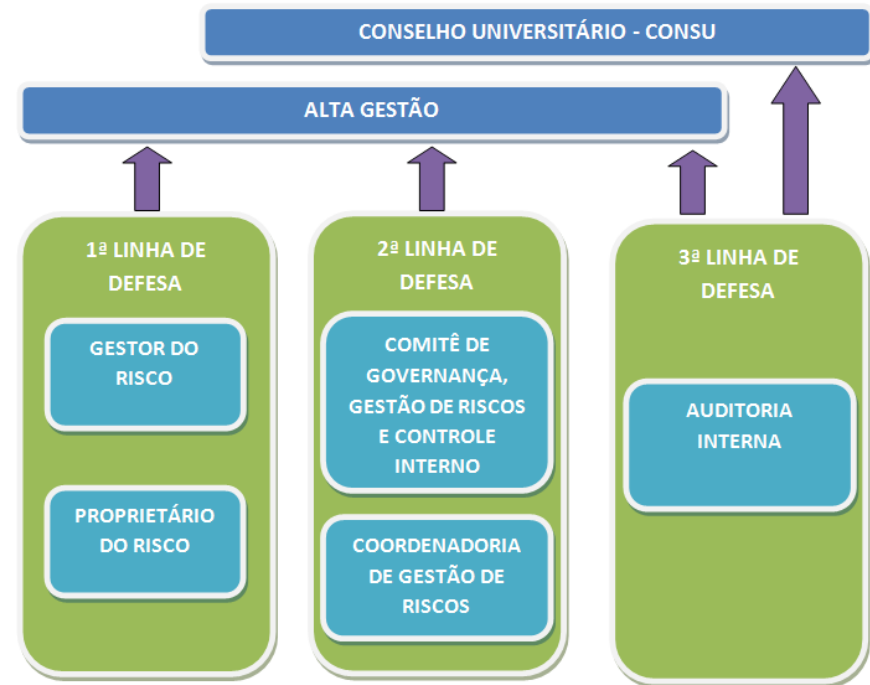 CONSELHO UNIVERSITÁRIO - CONSU
ALTA GESTÃO
1ª LINHA DE
DEFESA
GESTOR DO
RISCO
PROPRIETÁRIO
DO RISCO
2ª LINHA DE
DEFESA
COMITÊ DE
GOVERNANÇA,
GESTÃO DE RISCOS
E CONTROLE
INTERNO
COORDENADORIA
DE GESTÃO DE
RISCOS
3ª LINHA DE
DEFESA
AUDITORIA
INTERNA